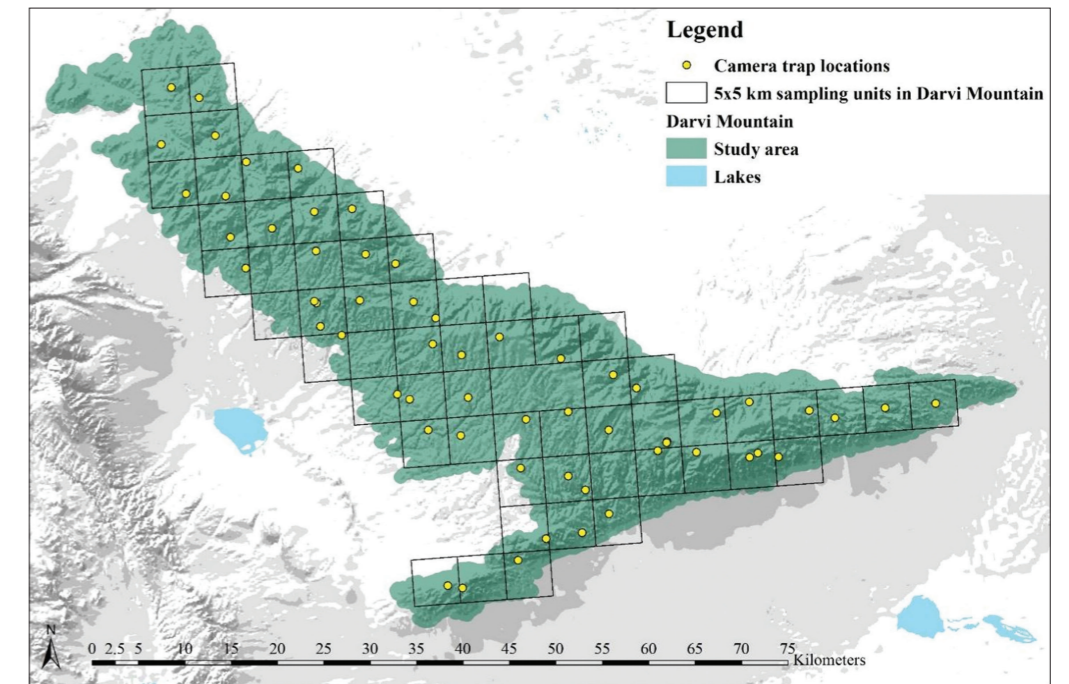 Legend
Camera trap locations
5x5 km sampling units in Darvi Mountain
Darvi Mountain
Study area
Lakes
N
0 2.5 5 10 15 20 25 30 35 40 45 50 55 60 65 70 75
Kilometers